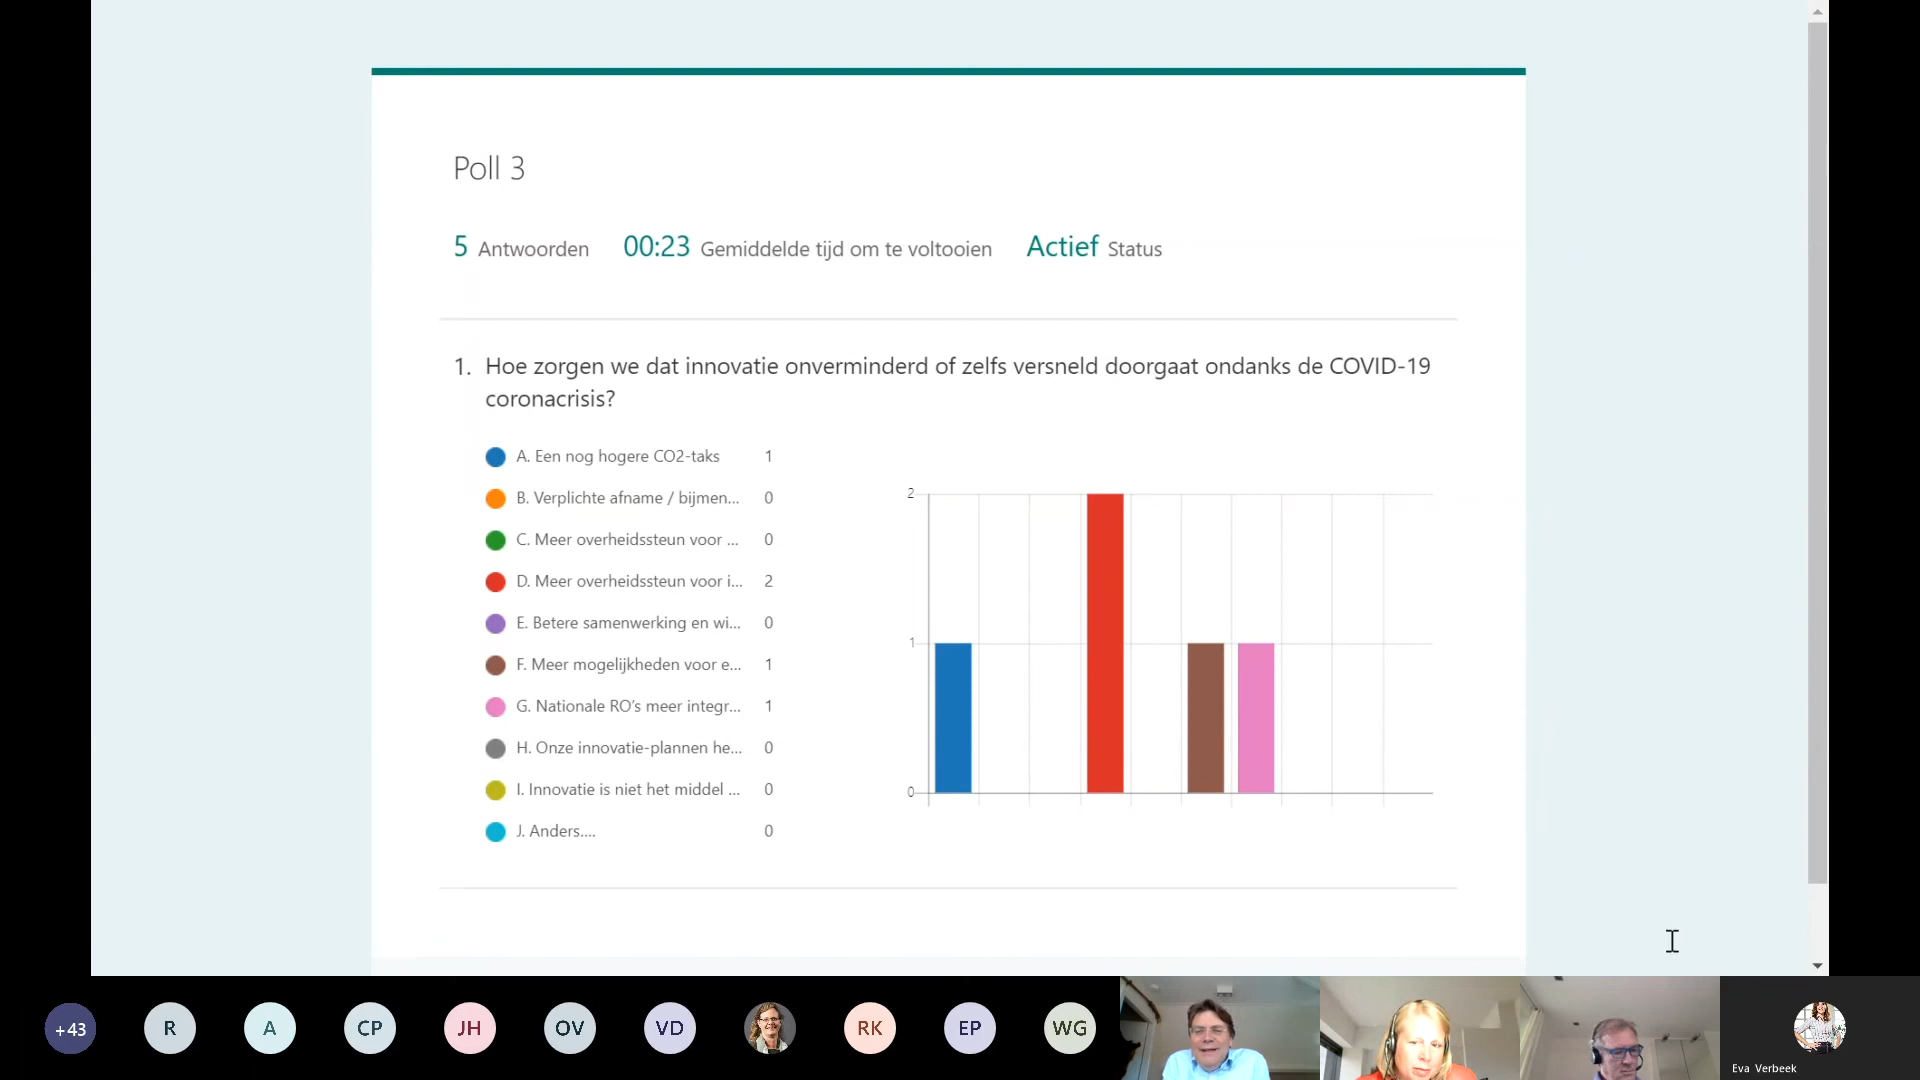 Poll 3
5 Antwoorden 00:23 Gemiddelde tijd om te voltooien Actief Status
1. Hoe zorgen we dat innovatie onverminderd of zelfs versneld doorgaat ondanks de COVID-19
coronacrisis?
A. Een nog hogere CO2-taks 1
B. Verplichte afname / bijmen... 0
C. Meer overheidssteun voor ... 0
D. Meer overheidssteun voor i... 2
E. Betere samenwerking en wi... 0
F. Meer mogelijkheden voor e... 1
G. Nationale RO's meer integr... 1
H. Onze innovatie-plannen he... 0
I. Innovatie is niet het middel ... 0
J. Anders.... 0
2
1
0
+43 R A CP JH OV VD RK EP WG
Eva Verbeek